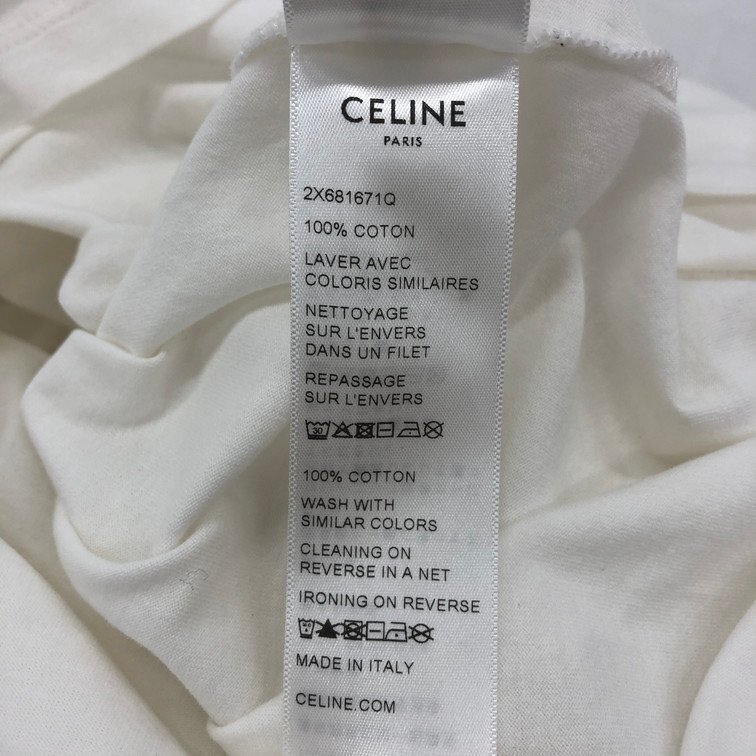 CELINE
PARIS
2X681671Q
100% COTON
LAVER AVEC
COLORIS SIMILAIRES
NETTOYAGE
SUR L'ENVERS
DANS UN FILET
REPASSAGE
SUR L'ENVERS
30
100% COTTON
WASH WITH
SIMILAR COLORS
CLEANING ON
REVERSE IN A NET
IRONING ON REVERSE
MADE IN ITALY
CELINE.COM